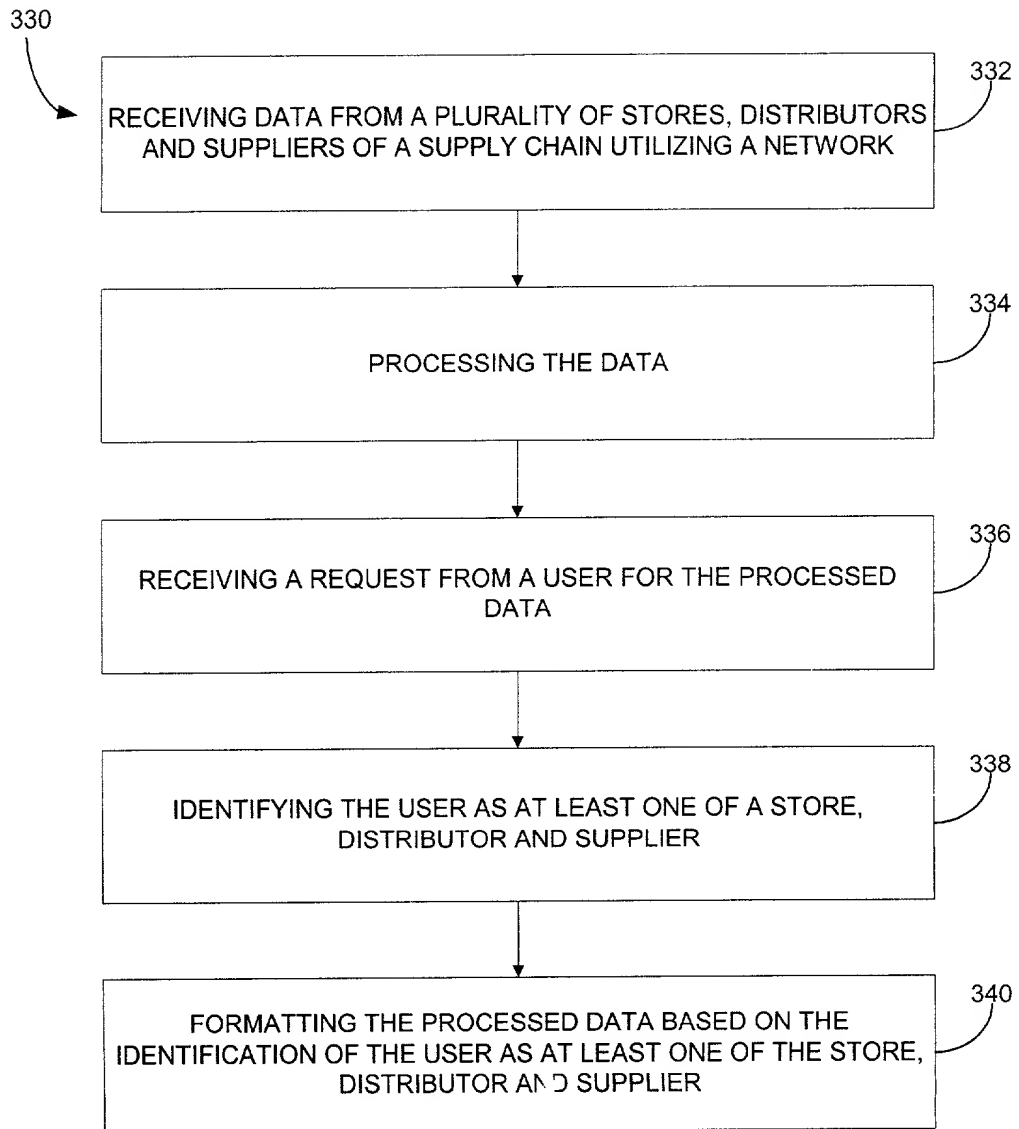 330
332
RECEIVING DATA FROM A PLURALITY OF STORES, DISTRIBUTORS
AND SUPPLIERS OF A SUPPLY CHAIN UTILIZING A NETWORK
334
PROCESSING THE DATA
336
RECEIVING A REQUEST FROM A USER FOR THE PROCESSED
DATA
338
IDENTIFYING THE USER AS AT LEAST ONE OF A STORE,
DISTRIBUTOR AND SUPPLIER
340
FORMATTING THE PROCESSED DATA BASED ON THE
IDENTIFICATION OF THE USER AS AT LEAST ONE OF THE STORE,
DISTRIBUTOR AND SUPPLIER